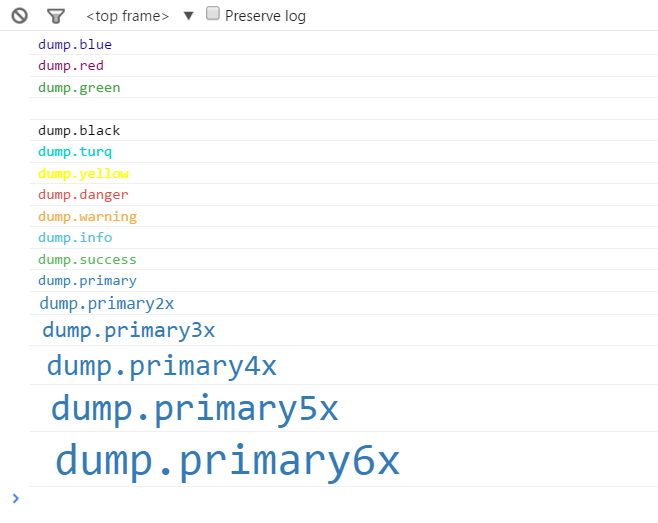 <top frame> ▼ Preserve log
dump.blue
dump.red
dump.green
dump.black
dump.turq
dump.yellow
dump.danger
dump.warning
dump.info
dump.success
dump.primary
dump.primary2x
dump.primary3x
dump.primary4x
dump.primary5x
dump.primary6x
>